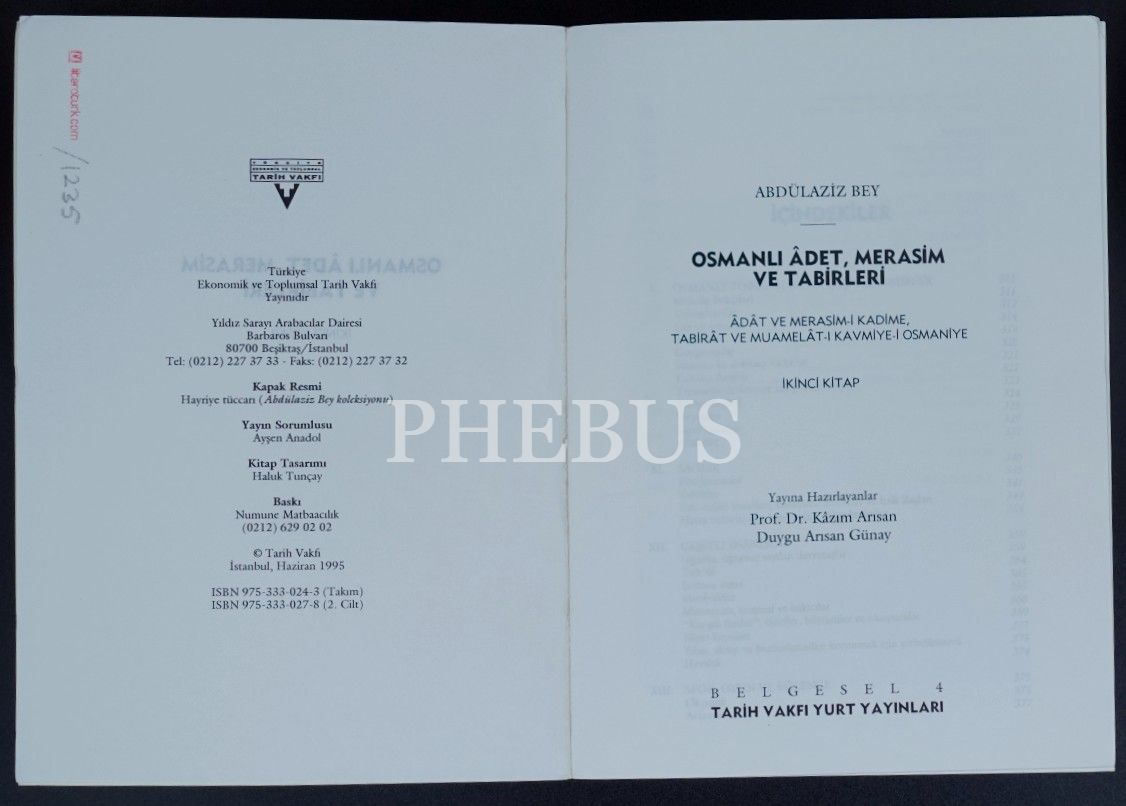 #barobturk.com
/1235
EKONOMİK VE TOPLUMSAL
TARİH VAKFI
Türkiye
Ekonomik ve Toplumsal Tarih Vakfı
Yayınıdır
Yıldız Sarayı Arabacılar Dairesi
Barbaros Bulvarı
80700 Beşiktaş/İstanbul
Tel: (0212) 227 37 33 - Faks: (0212) 227 37 32
Kapak Resmi
Hayriye tüccarı (Abdülaziz Bey koleksiyonu)
Yayın Sorumlusu
Ayşen Anadol
Kitap Tasarımı
Haluk Tunçay
Baskı
Numune Matbaacılık
(0212) 629 02 02
© Tarih Vakfı
İstanbul, Haziran 1995
ISBN 975-333-024-3 (Takım)
ISBN 975-333-027-8 (2. Cilt)
PHEBUS
ABDÜLAZİZ BEY
OSMANLI ÂDET, MERASİM
VE TABİRLERİ
ÂDÂT VE MERASİM-İ KADİME,
TABİRÂT VE MUAMELÂT-I KAVMİYE-İ OSMANİYE
İKİNCİ KİTAP
Yayına Hazırlayanlar
Prof. Dr. Kâzım Arısan
Duygu Arısan Günay
BELGESEL 4
TARİH VAKFI YURT YAYINLARI